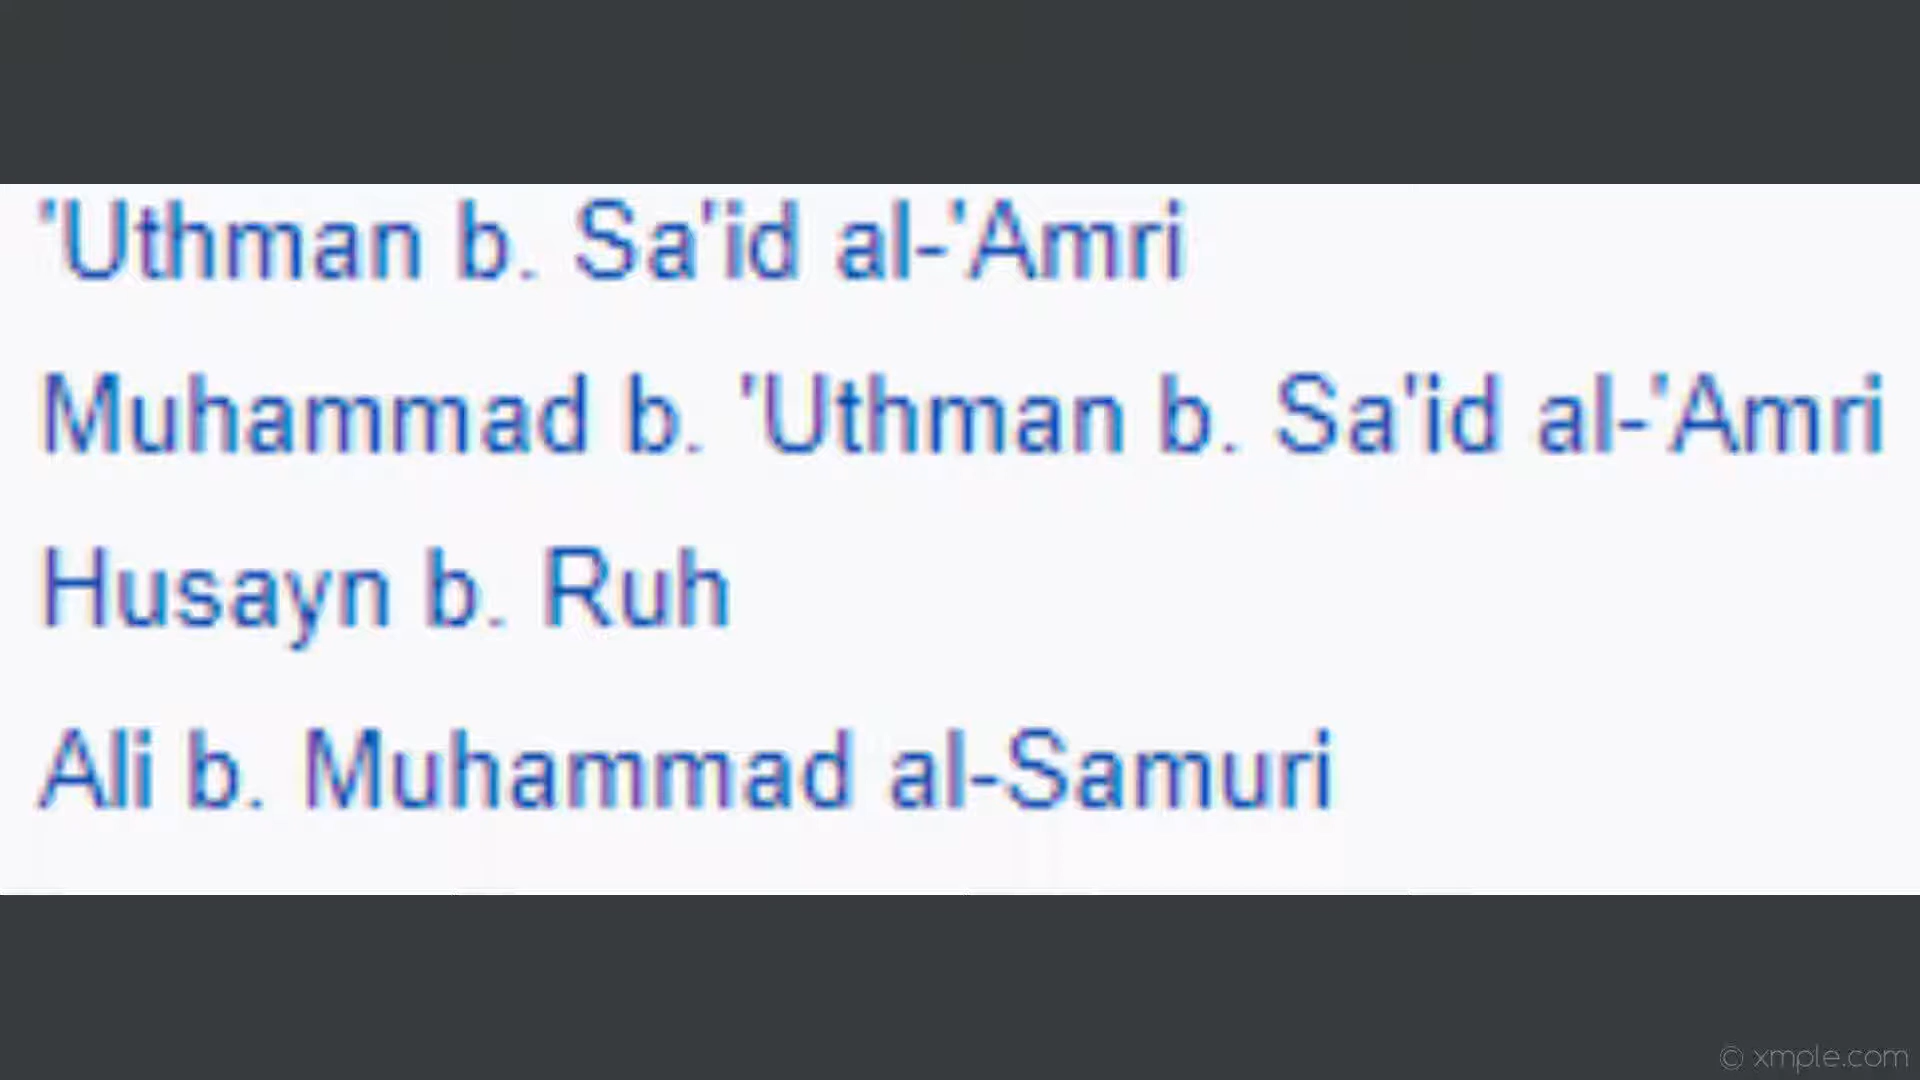 'Uthman b. Sa'id al-'Amri
Muhammad b. 'Uthman b. Sa'id al-'Amri
Husayn b. Ruh
Ali b. Muhammad al-Samuri
© xmple.com